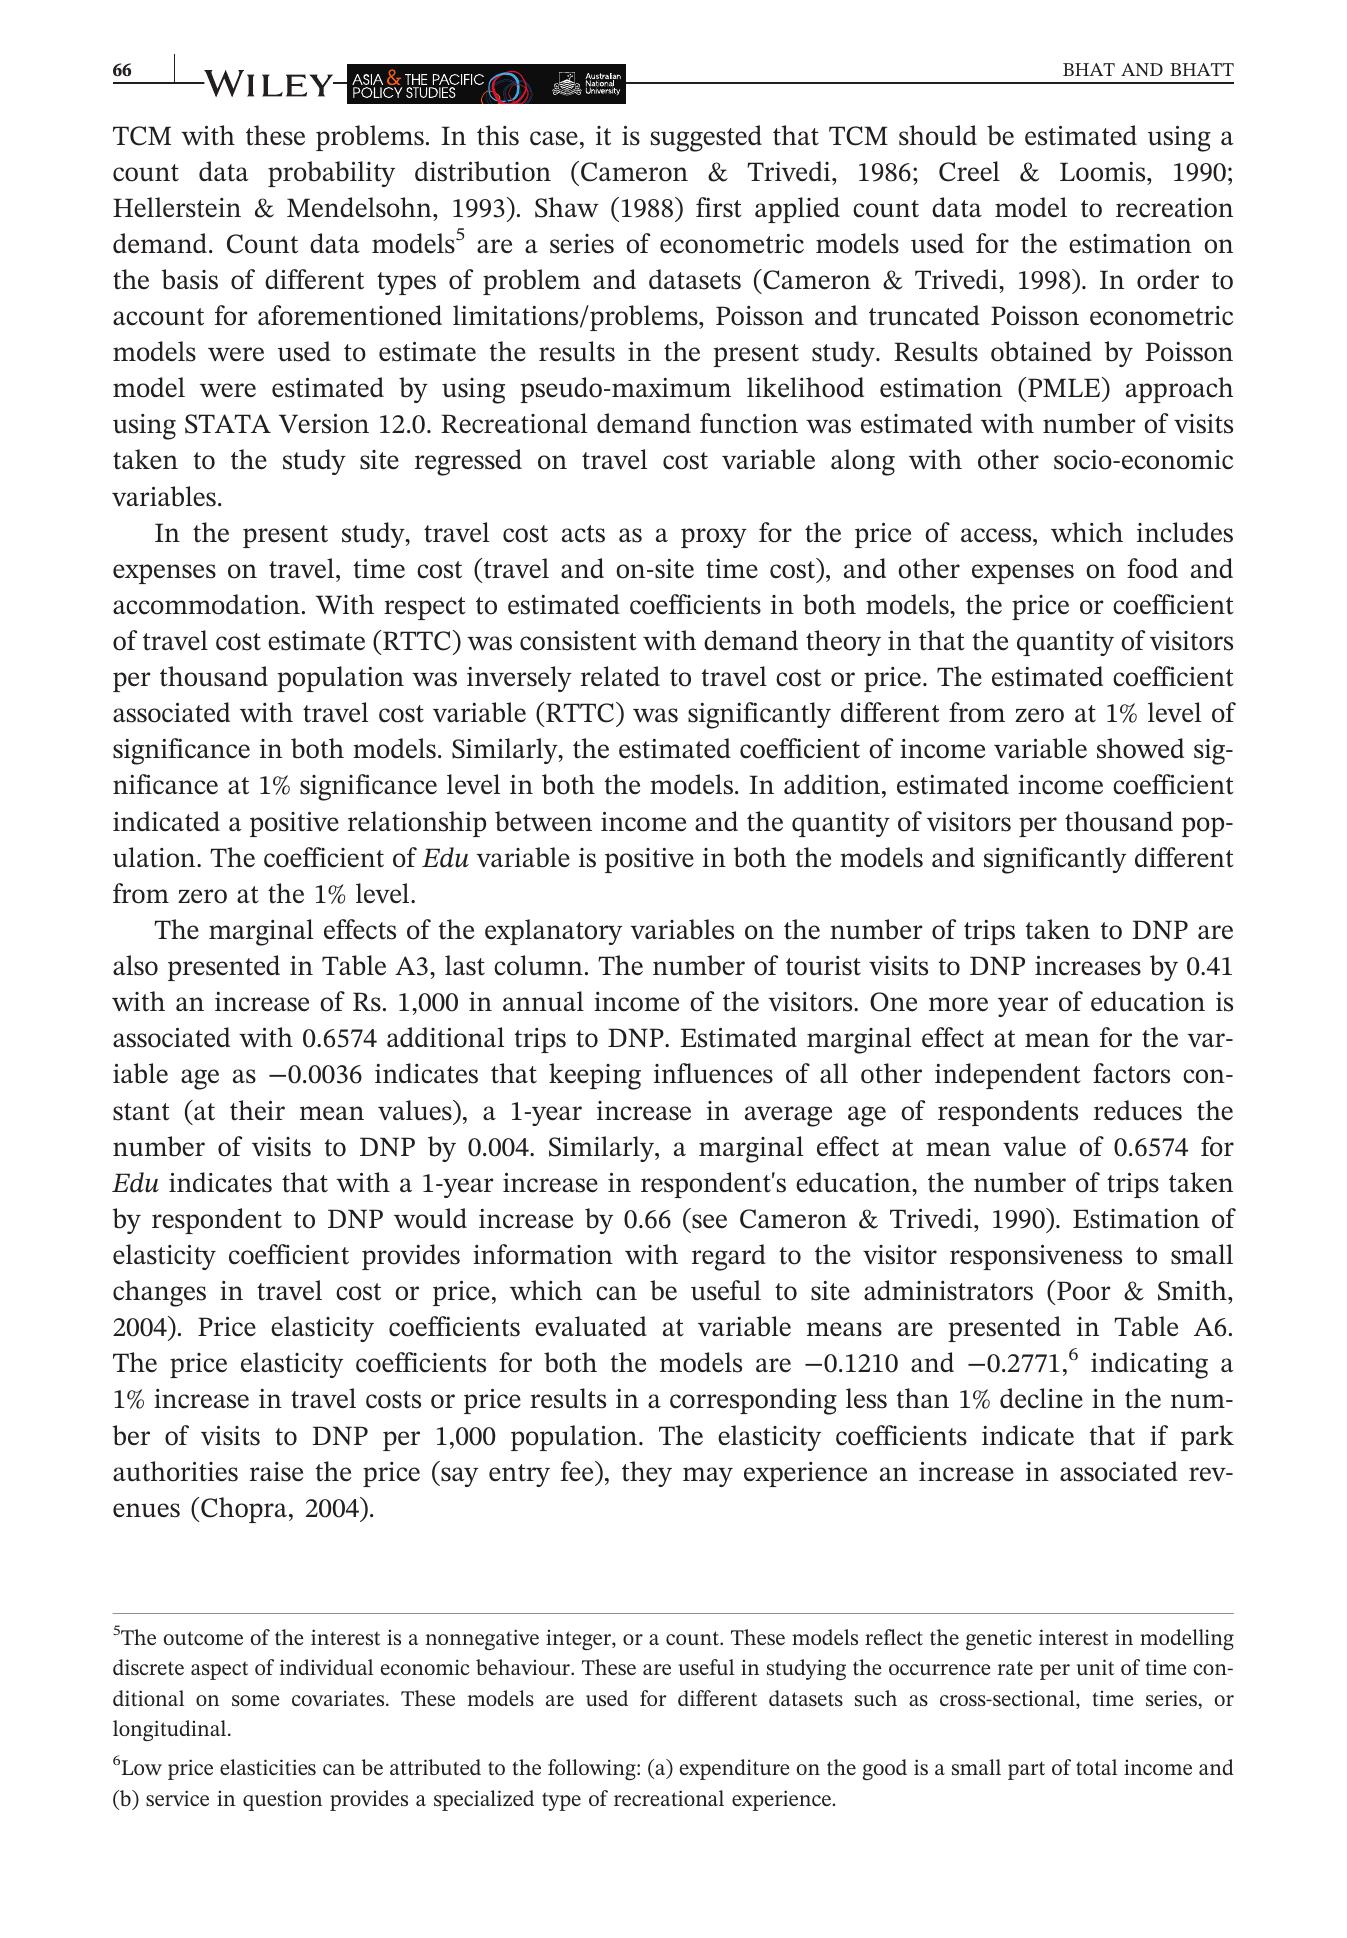 66
WILEY
ASIA & THE PACIFIC
POLICY STUDIES
Australian
National
University
BHAT AND BHATT
TCM with these problems. In this case, it is suggested that TCM should be estimated using a
count data probability distribution (Cameron & Trivedi, 1986; Creel & Loomis, 1990;
Hellerstein & Mendelsohn, 1993). Shaw (1988) first applied count data model to recreation
demand. Count data models⁵ are a series of econometric models used for the estimation on
the basis of different types of problem and datasets (Cameron & Trivedi, 1998). In order to
account for aforementioned limitations/problems, Poisson and truncated Poisson econometric
models were used to estimate the results in the present study. Results obtained by Poisson
model were estimated by using pseudo-maximum likelihood estimation (PMLE) approach
using STATA Version 12.0. Recreational demand function was estimated with number of visits
taken to the study site regressed on travel cost variable along with other socio-economic
variables.
In the present study, travel cost acts as a proxy for the price of access, which includes
expenses on travel, time cost (travel and on-site time cost), and other expenses on food and
accommodation. With respect to estimated coefficients in both models, the price or coefficient
of travel cost estimate (RTTC) was consistent with demand theory in that the quantity of visitors
per thousand population was inversely related to travel cost or price. The estimated coefficient
associated with travel cost variable (RTTC) was significantly different from zero at 1% level of
significance in both models. Similarly, the estimated coefficient of income variable showed sig-
nificance at 1% significance level in both the models. In addition, estimated income coefficient
indicated a positive relationship between income and the quantity of visitors per thousand pop-
ulation. The coefficient of Edu variable is positive in both the models and significantly different
from zero at the 1% level.
The marginal effects of the explanatory variables on the number of trips taken to DNP are
also presented in Table A3, last column. The number of tourist visits to DNP increases by 0.41
with an increase of Rs. 1,000 in annual income of the visitors. One more year of education is
associated with 0.6574 additional trips to DNP. Estimated marginal effect at mean for the var-
iable age as −0.0036 indicates that keeping influences of all other independent factors con-
stant (at their mean values), a 1-year increase in average age of respondents reduces the
number of visits to DNP by 0.004. Similarly, a marginal effect at mean value of 0.6574 for
Edu indicates that with a 1-year increase in respondent's education, the number of trips taken
by respondent to DNP would increase by 0.66 (see Cameron & Trivedi, 1990). Estimation of
elasticity coefficient provides information with regard to the visitor responsiveness to small
changes in travel cost or price, which can be useful to site administrators (Poor & Smith,
2004). Price elasticity coefficients evaluated at variable means are presented in Table A6.
The price elasticity coefficients for both the models are −0.1210 and −0.2771,⁶ indicating a
1% increase in travel costs or price results in a corresponding less than 1% decline in the num-
ber of visits to DNP per 1,000 population. The elasticity coefficients indicate that if park
authorities raise the price (say entry fee), they may experience an increase in associated rev-
enues (Chopra, 2004).
⁵The outcome of the interest is a nonnegative integer, or a count. These models reflect the genetic interest in modelling
discrete aspect of individual economic behaviour. These are useful in studying the occurrence rate per unit of time con-
ditional on some covariates. These models are used for different datasets such as cross-sectional, time series, or
longitudinal.
⁶Low price elasticities can be attributed to the following: (a) expenditure on the good is a small part of total income and
(b) service in question provides a specialized type of recreational experience.